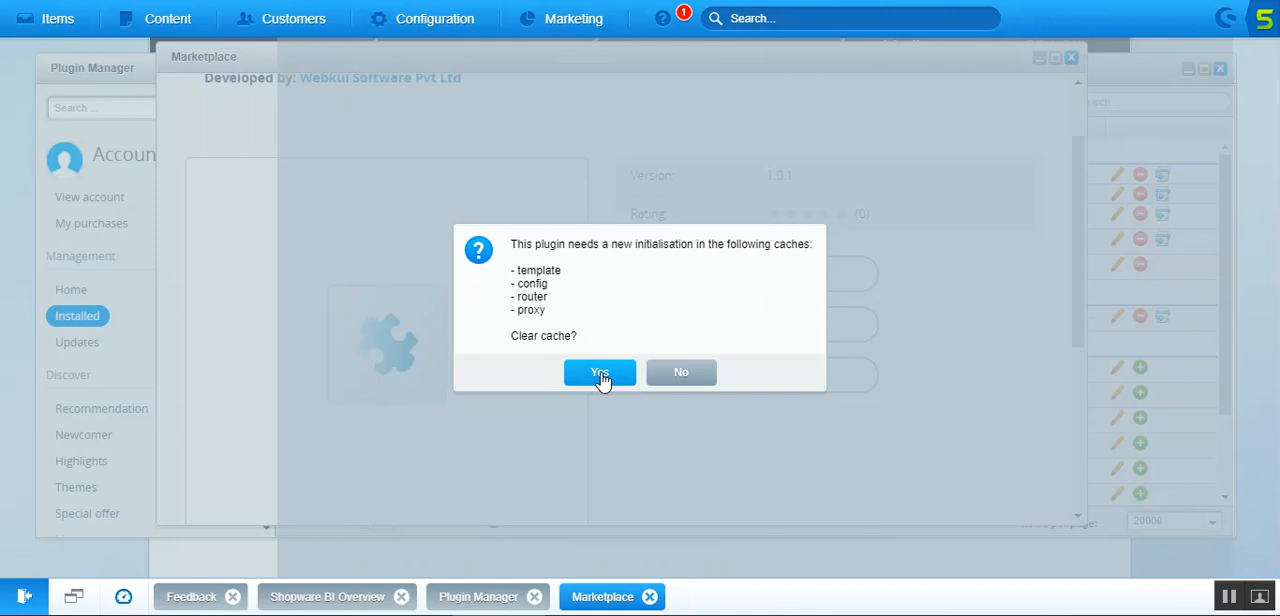 Items Content Customers Configuration Marketing ? 1 Search...
Marketplace
Plugin Manager
Developed by: Webkul Software Pvt Ltd
Search ...
Accoun
Version: 1.0.1
View account
Rating: (0)
My purchases
This plugin needs a new initialisation in the following caches:
Management
- template
- config
Home
- router
- proxy
Installed
Clear cache?
Updates
Yes No
Discover
Recommendation
Newcomer
Highlights
Themes
Special offer
20000
Feedback Shopware BI Overview Plugin Manager Marketplace